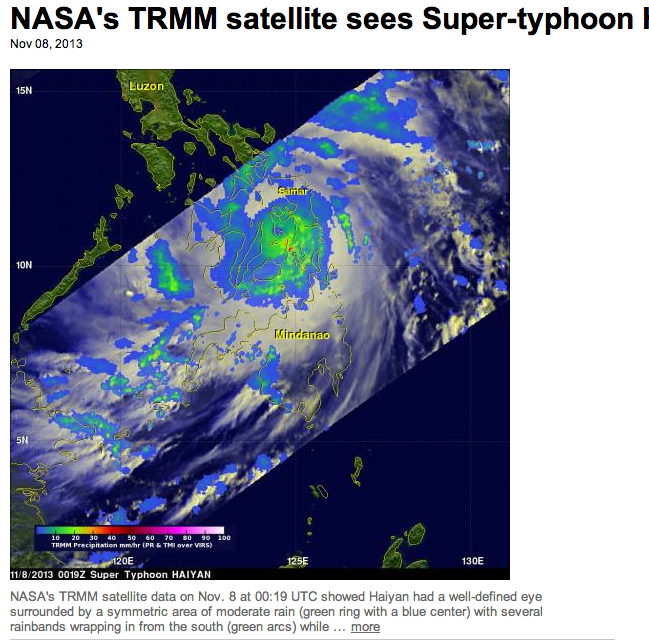 NASA's TRMM satellite sees Super-typhoon
Nov 08, 2013
Luzon
15N
Samar
10N
Mindanao
5N
10 20 30 40 50 60 70 80 90 100
TRMM Precipitation mm/hr (PR & TMI over VIRS)
120E 125E 130E
11/8/2013 0019Z Super Typhoon HAIYAN
NASA's TRMM satellite data on Nov. 8 at 00:19 UTC showed Haiyan had a well-defined eye
surrounded by a symmetric area of moderate rain (green ring with a blue center) with several
rainbands wrapping in from the south (green arcs) while … more